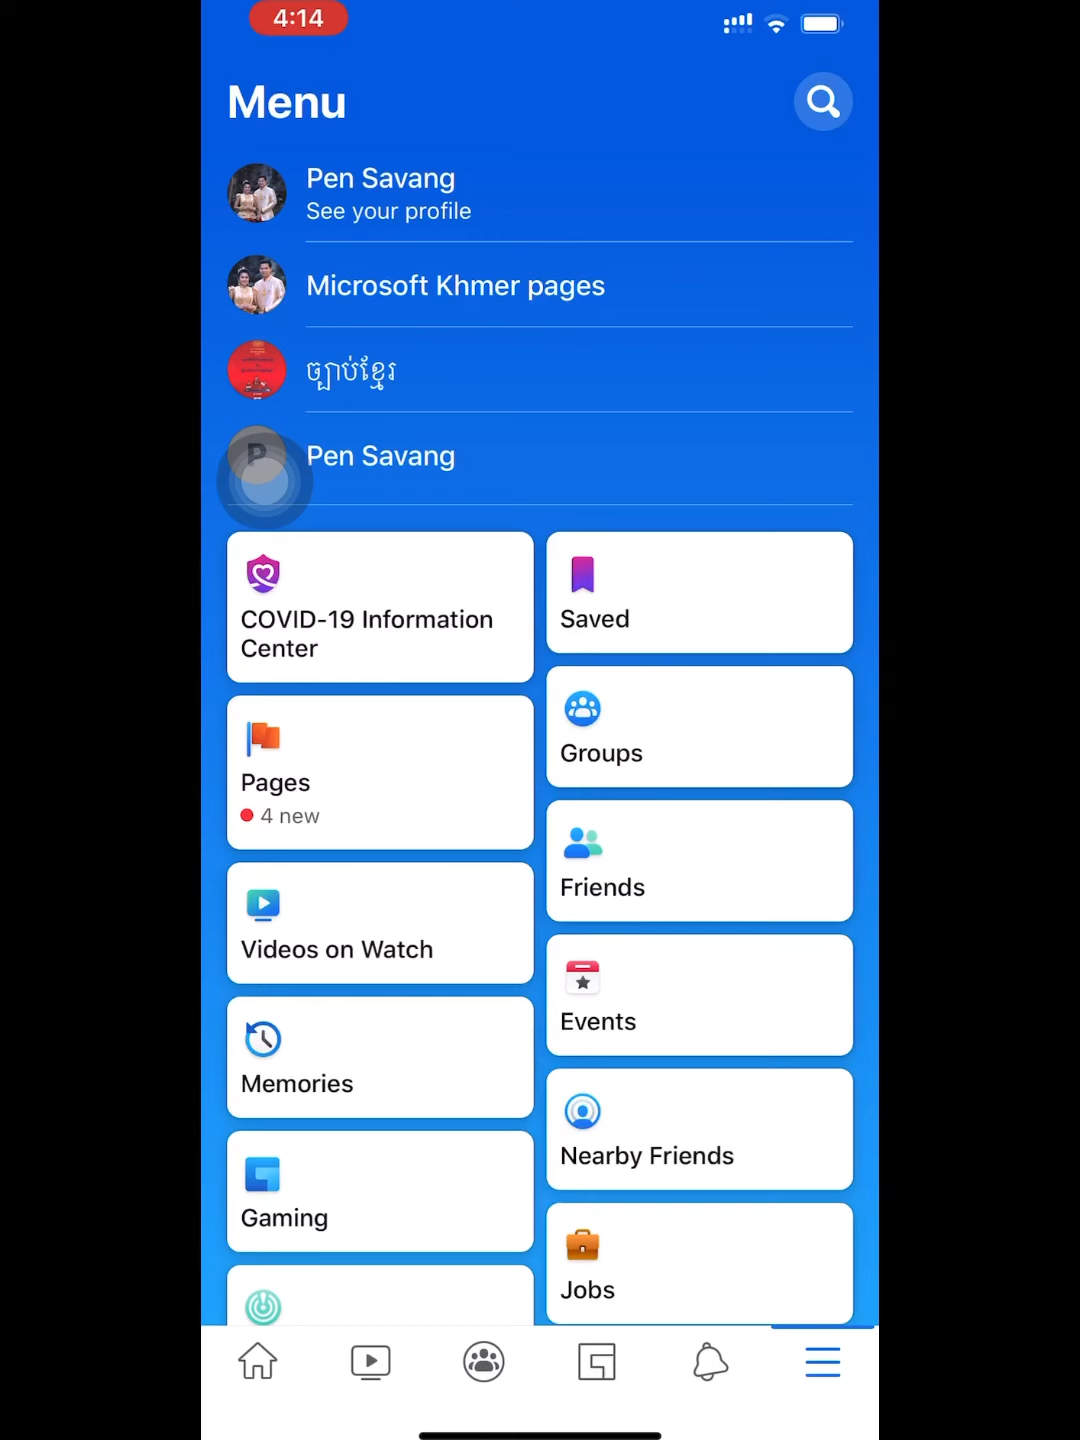 4:14
Menu
Pen Savang
See your profile
Microsoft Khmer pages
ច្បាប់ខ្មែរ
P
Pen Savang
COVID-19 Information
Center
Saved
Pages
4 new
Groups
Friends
Videos on Watch
Events
Memories
Nearby Friends
Gaming
Jobs